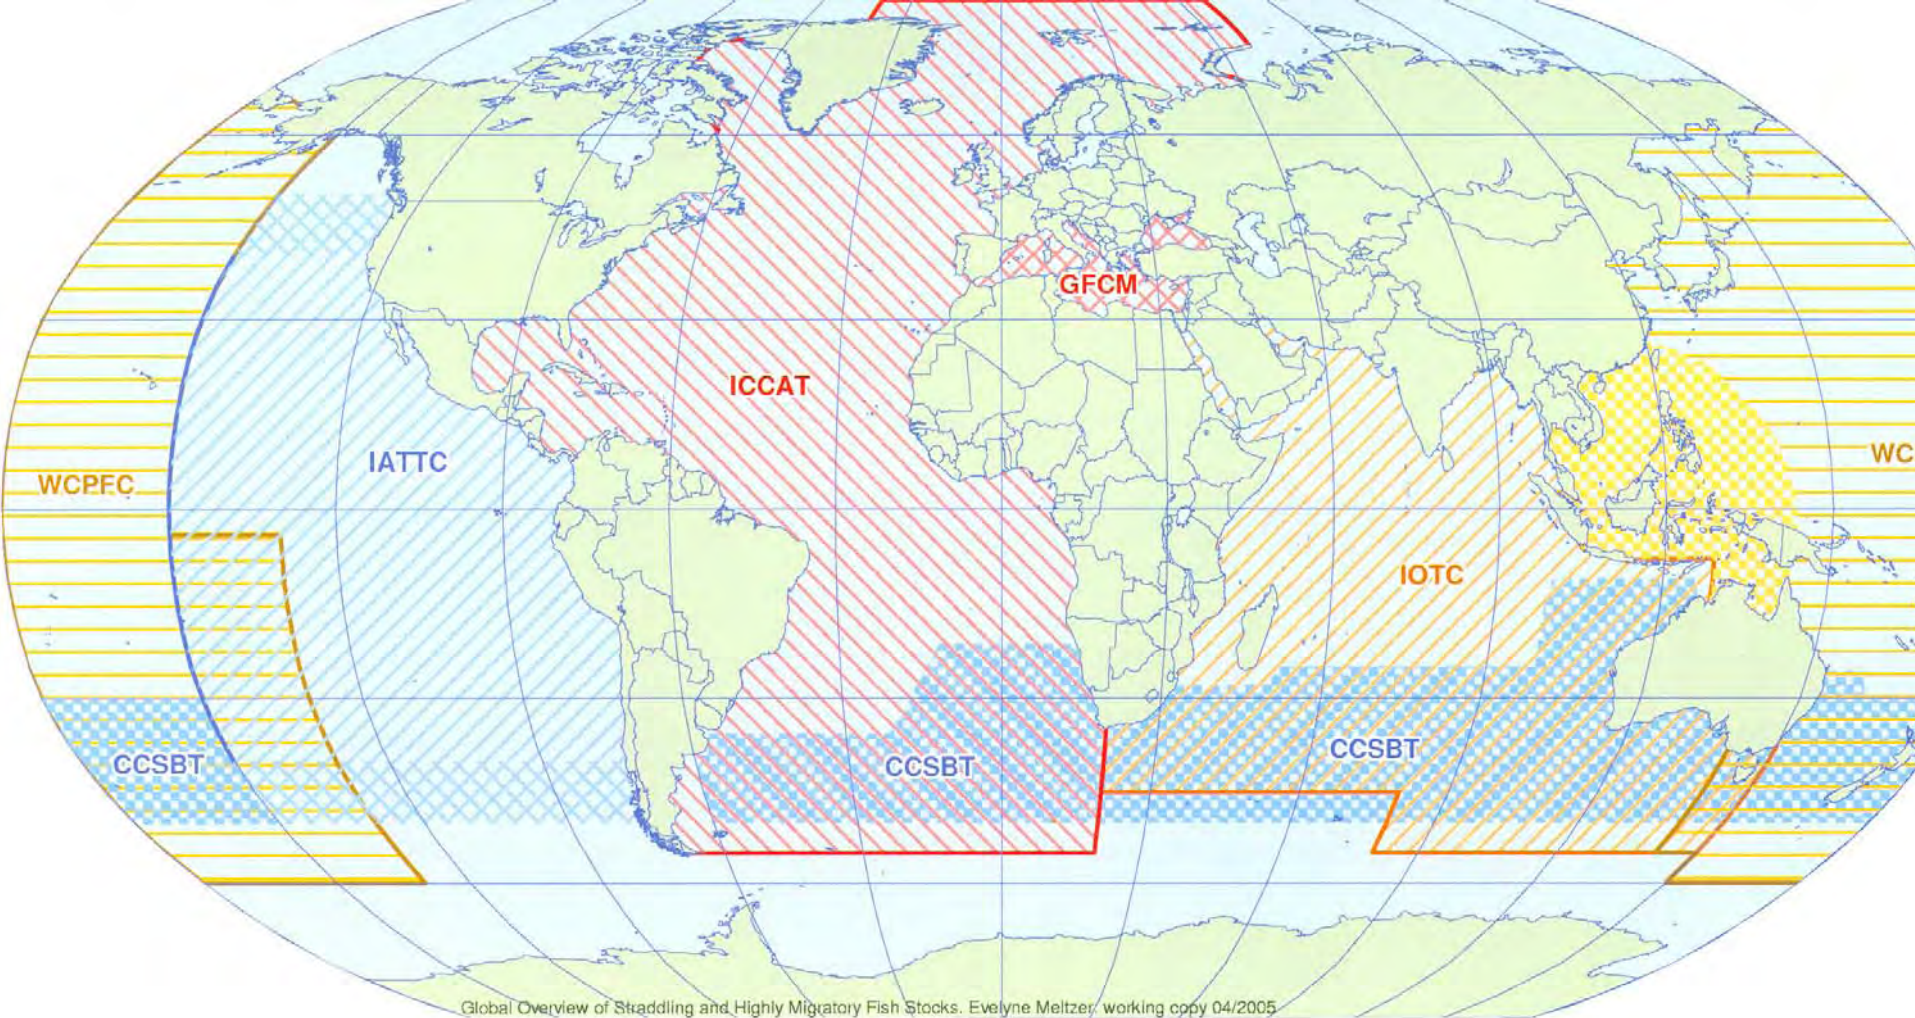 GFCM
ICCAT
IATTC
WCPFC
WC
IOTC
CCSBT
CCSBT
CCSBT
Global Overview of Straddling and Highly Migratory Fish Stocks. Evelyne Meltzer. working copy 04/2005